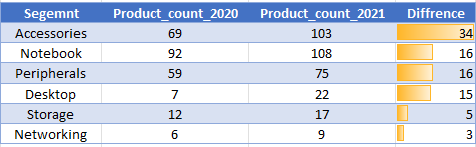 Segemnt Product_count_2020 Product_count_2021 Diffrence
Accessories 69 103 34
Notebook 92 108 16
Peripherals 59 75 16
Desktop 7 22 15
Storage 12 17 5
Networking 6 9 3